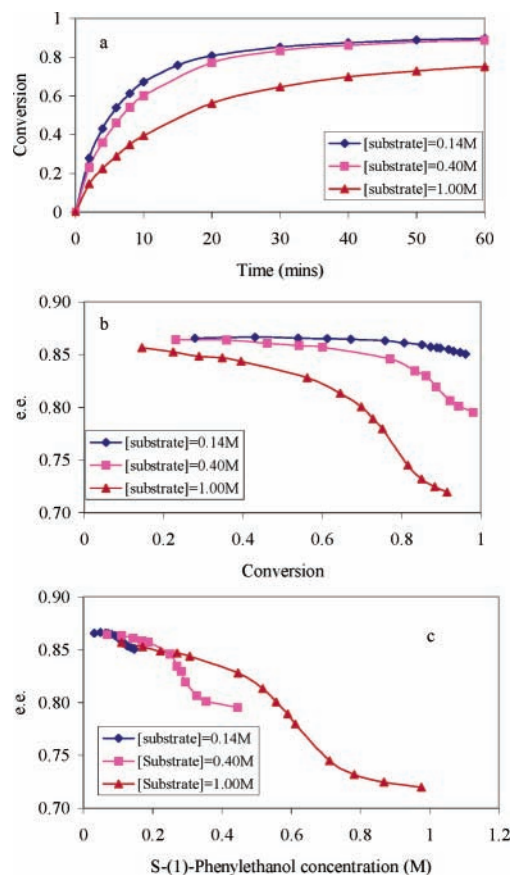 1
0.8
0.6
0.4
0.2
0
Conversion
a
[substrate]=0.14M
[substrate]=0.40M
[substrate]=1.00M
0 10 20 30 40 50 60
Time (mins)
0.90
0.85
0.80
0.75
0.70
e.e.
b
[substrate]=0.14M
[substrate]=0.40M
[substrate]=1.00M
0 0.2 0.4 0.6 0.8 1
Conversion
0.90
0.85
0.80
0.75
0.70
e.e.
c
[substrate]=0.14M
[Substrate]=0.40M
[Substrate]=1.00M
0 0.2 0.4 0.6 0.8 1 1.2
S-(1)-Phenylethanol concentration (M)